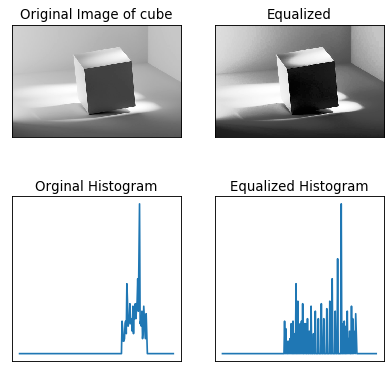 Original Image of cube
Equalized
Orginal Histogram
Equalized Histogram